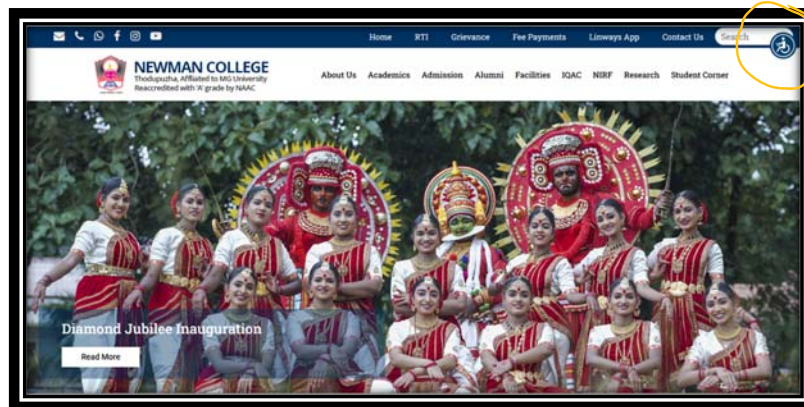 Home RTI Grievance Fee Payments Linways App Contact Us Search
NEWMAN COLLEGE
Thodupuzha, Affliated to MG University
Reaccredited with 'A' grade by NAAC
About Us Academics Admission Alumni Facilities IQAC NIRF Research Student Corner
Diamond Jubilee Inauguration
Read More